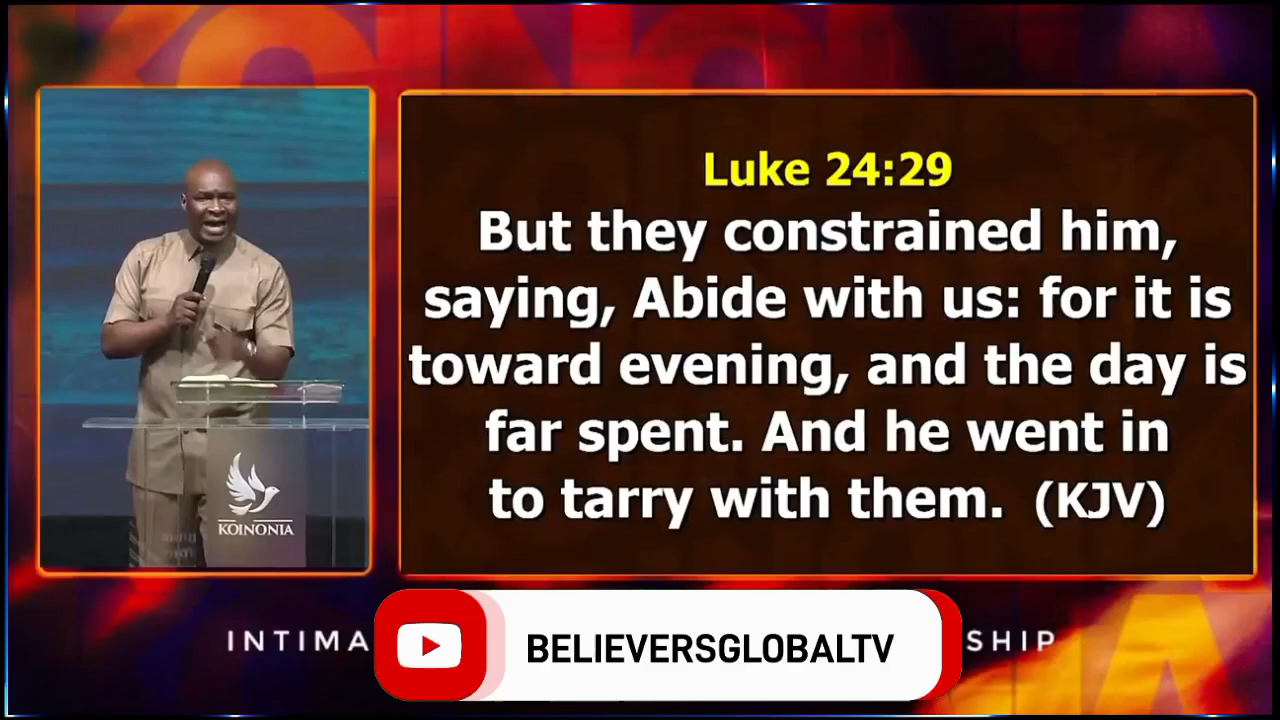 KOINONIA
Luke 24:29
But they constrained him,
saying, Abide with us: for it is
toward evening, and the day is
far spent. And he went in
to tarry with them. (KJV)
KOINONIA
INTIMA
SHIP
BELIEVERSGLOBALTV